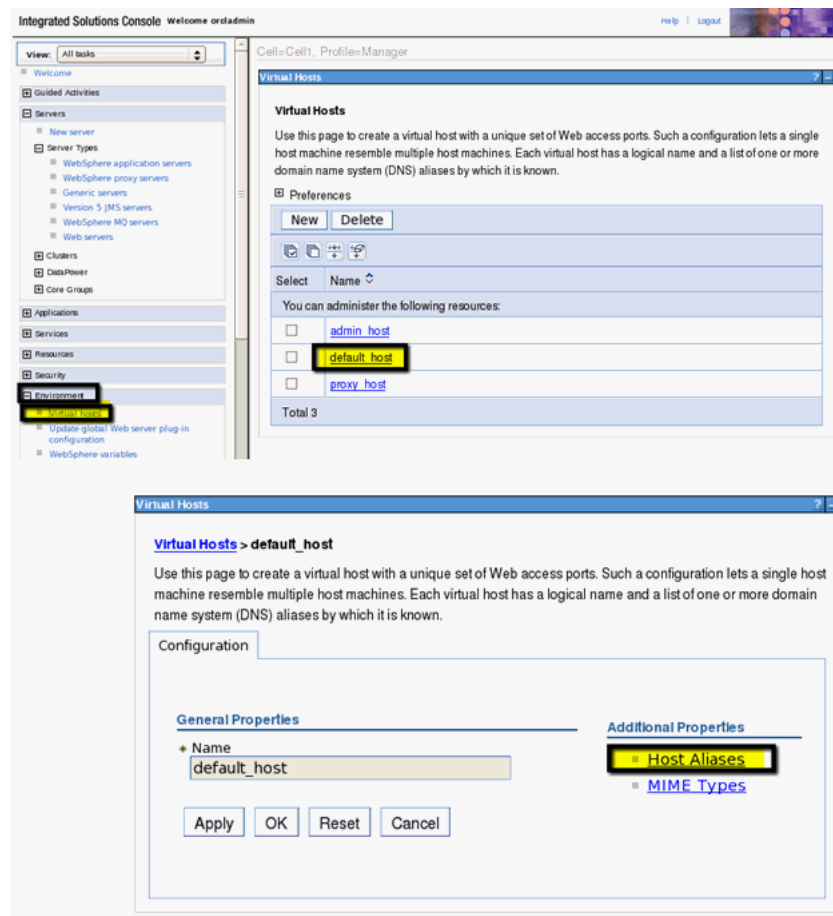 Integrated Solutions Console Welcome orcladmin
Help | Logout
View: All tasks
Welcome
Guided Activities
Servers
New server
Server Types
WebSphere application servers
WebSphere proxy servers
Generic servers
Version 5 JMS servers
WebSphere MQ servers
Web servers
Clusters
DataPower
Core Groups
Applications
Services
Resources
Security
Environment
Virtual hosts
Update global Web server plug-in
configuration
WebSphere variables
Cell=Cell1, Profile=Manager
Virtual Hosts ? –
Virtual Hosts
Use this page to create a virtual host with a unique set of Web access ports. Such a configuration lets a single
host machine resemble multiple host machines. Each virtual host has a logical name and a list of one or more
domain name system (DNS) aliases by which it is known.
Preferences
New Delete
Select Name
You can administer the following resources:
admin_host
default_host
proxy_host
Total 3
Virtual Hosts ? –
Virtual Hosts > default_host
Use this page to create a virtual host with a unique set of Web access ports. Such a configuration lets a single host
machine resemble multiple host machines. Each virtual host has a logical name and a list of one or more domain
name system (DNS) aliases by which it is known.
Configuration
General Properties
Name
default_host
Apply OK Reset Cancel
Additional Properties
Host Aliases
MIME Types